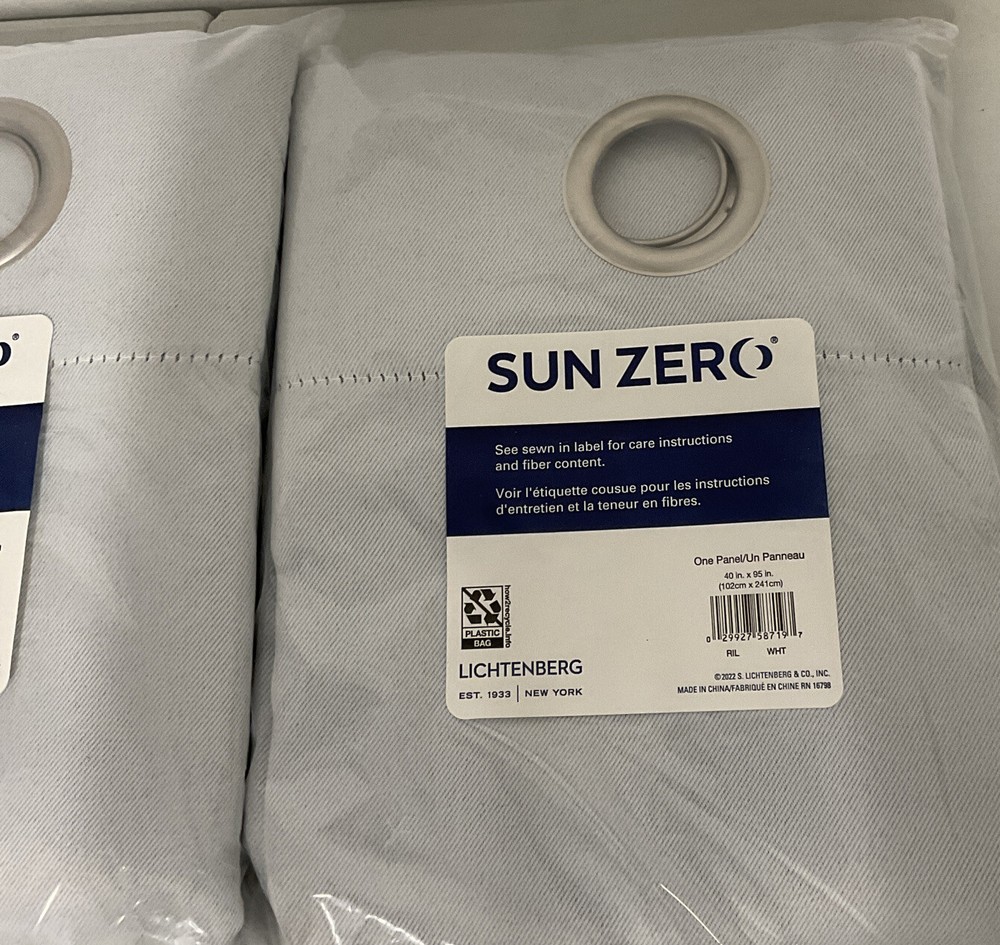 SUN ZERO®
See sewn in label for care instructions
and fiber content.
Voir l'étiquette cousue pour les instructions
d'entretien et la teneur en fibres.
One Panel/Un Panneau
40 in. x 95 in.
(102cm x 241cm)
0 29927 58719 7
RIL WHT
how2recycle.info
PLASTIC
BAG
LICHTENBERG
EST. 1933 | NEW YORK
©2022 S. LICHTENBERG & CO., INC.
MADE IN CHINA/FABRIQUÉ EN CHINE RN 16798